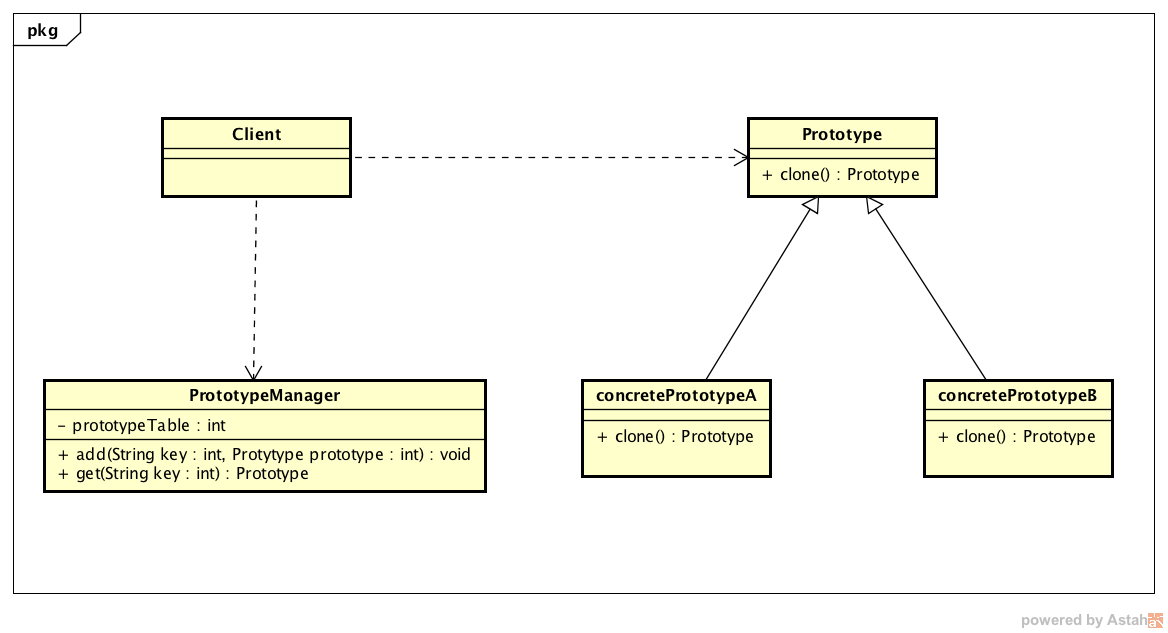 pkg
Client
Prototype
+ clone() : Prototype
PrototypeManager
– prototypeTable : int
+ add(String key : int, Protytype prototype : int) : void
+ get(String key : int) : Prototype
concretePrototypeA
+ clone() : Prototype
concretePrototypeB
+ clone() : Prototype
powered by Astah